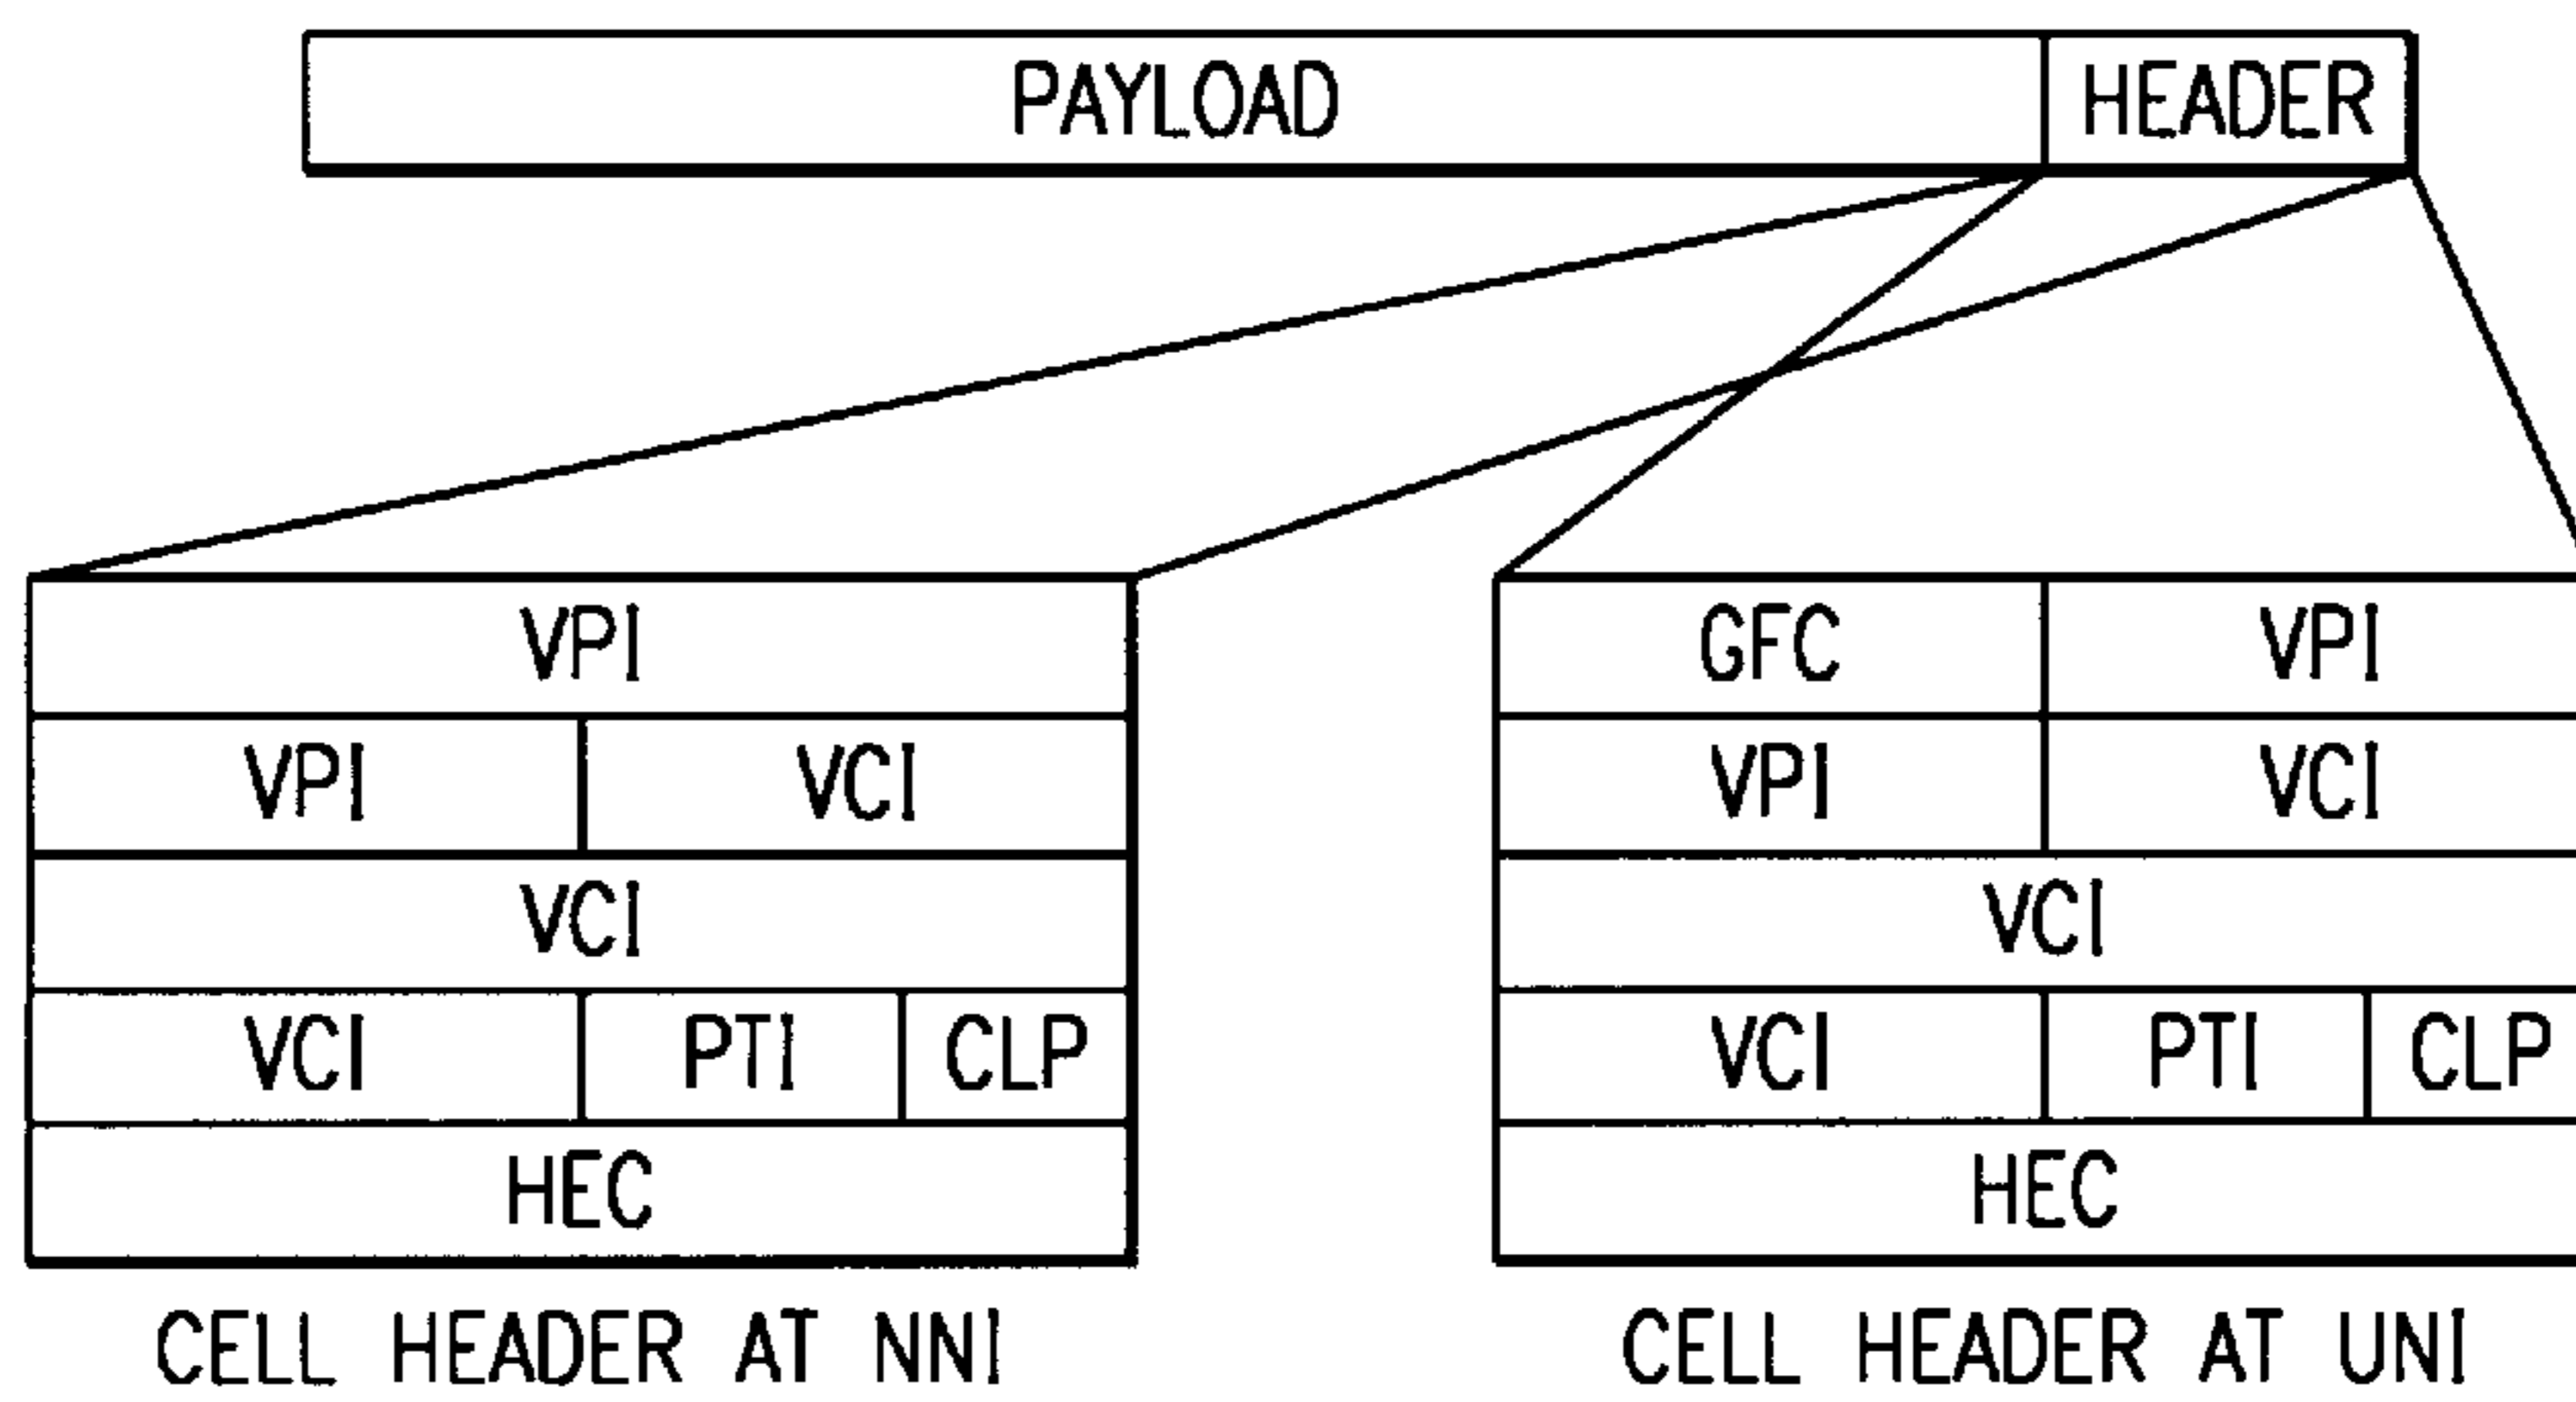 PAYLOAD HEADER
VPI
VPI VCI
VCI
VCI PTI CLP
HEC
CELL HEADER AT NNI
GFC VPI
VPI VCI
VCI
VCI PTI CLP
HEC
CELL HEADER AT UNI